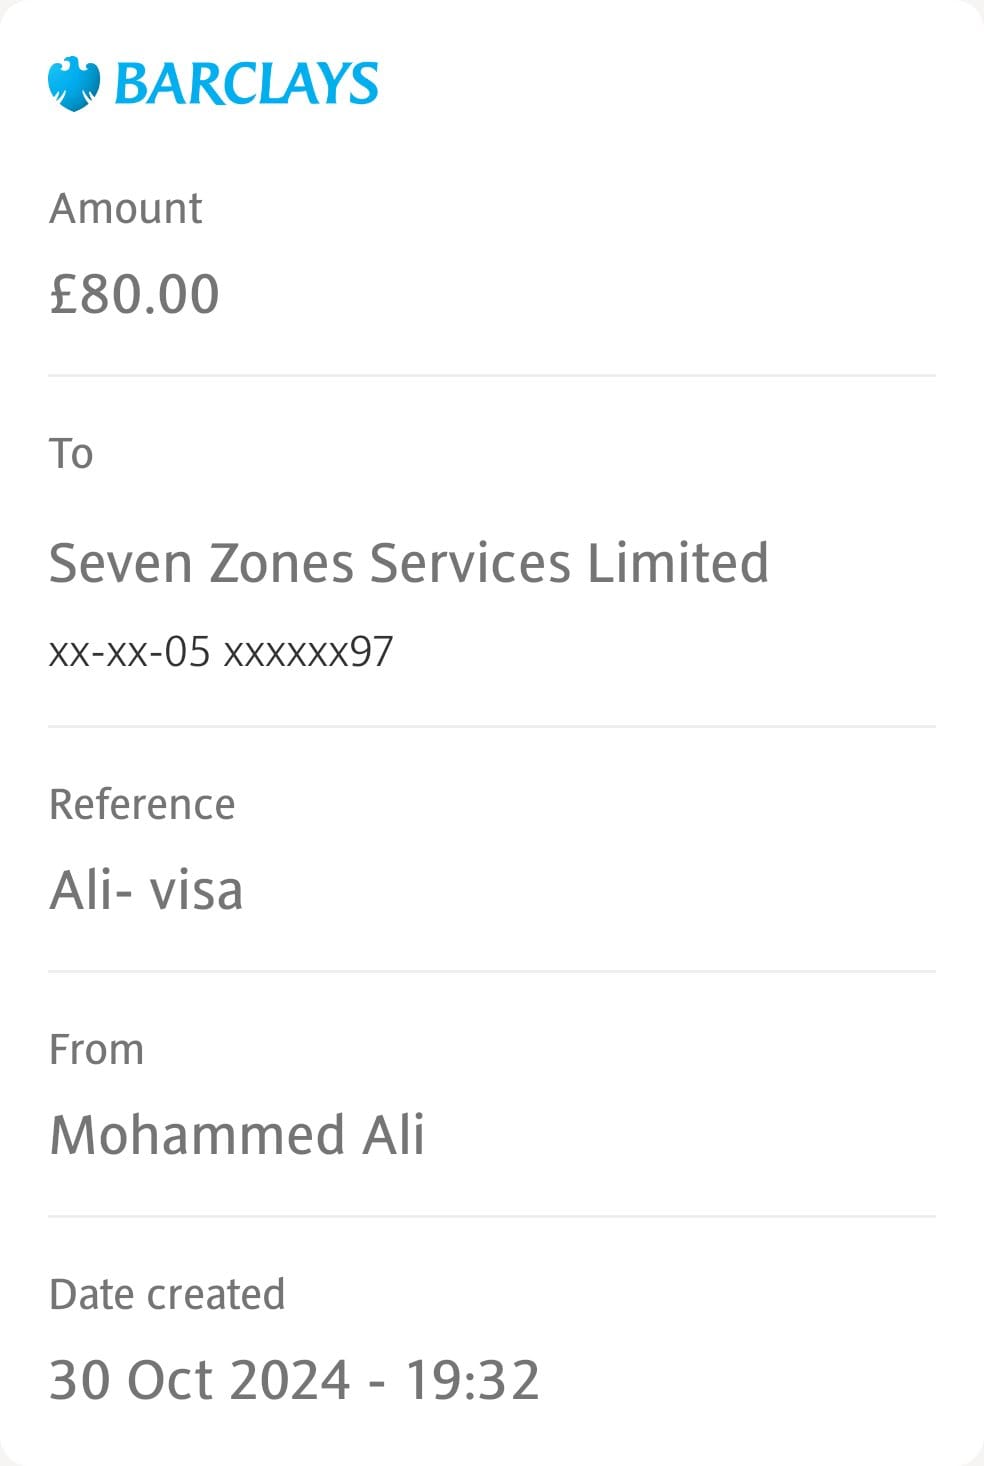 BARCLAYS
Amount
£80.00
To
Seven Zones Services Limited
xx-xx-05 xxxxxx97
Reference
Ali- visa
From
Mohammed Ali
Date created
30 Oct 2024 - 19:32